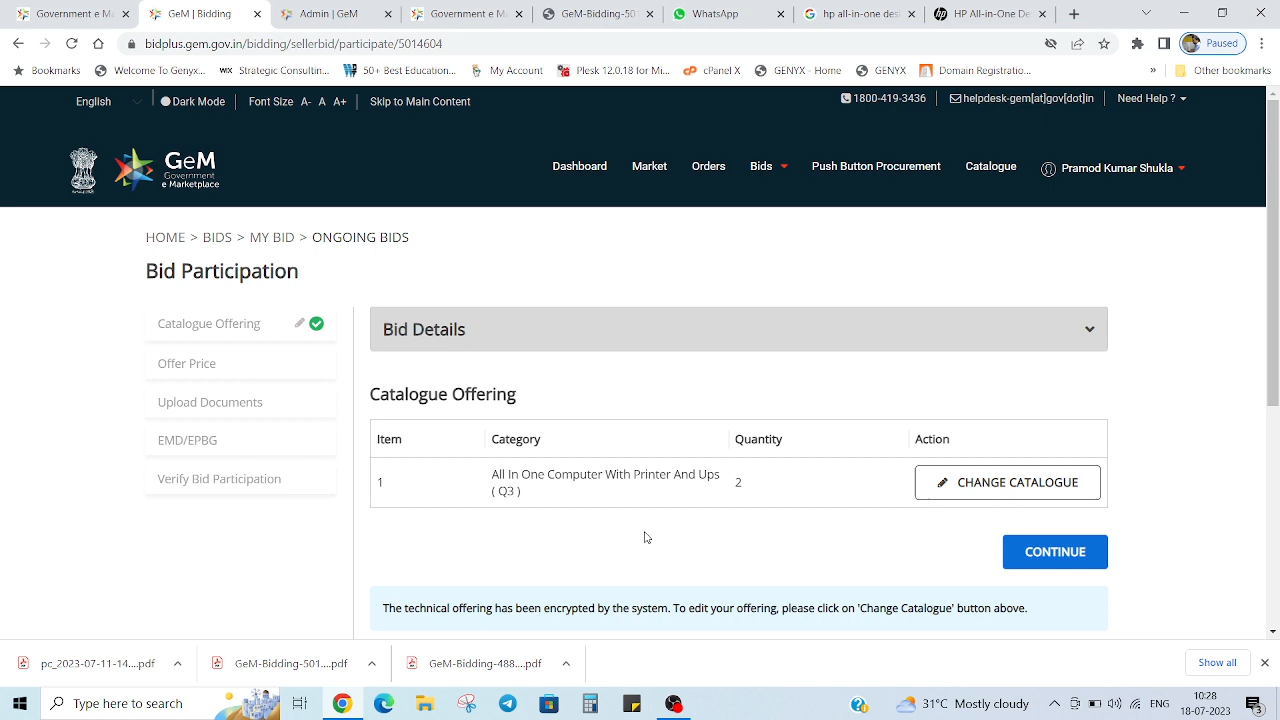 Government e Ma
GeM | Government e M
Admin | GeM
Government e Ma
GeM-Bidding-50
WhatsApp
hp all-in-one desi
HP All-In-One De
bidplus.gem.gov.in/bidding/sellerbid/participate/5014604
Paused
Bookmarks
Welcome To Genyx...
Strategic Consultin...
50+ Best Education...
My Account
Plesk 12.0.18 for Mi...
cPanel X
GENYX - Home
GENYX
Domain Registratio...
»
Other bookmarks
English
Dark Mode
Font Size A- A A+
Skip to Main Content
1800-419-3436
helpdesk-gem[at]gov[dot]in
Need Help ?
GeM
Government
e Marketplace
Dashboard
Market
Orders
Bids
Push Button Procurement
Catalogue
Pramod Kumar Shukla
HOME > BIDS > MY BID > ONGOING BIDS
Bid Participation
Catalogue Offering
Offer Price
Upload Documents
EMD/EPBG
Verify Bid Participation
Bid Details
Catalogue Offering
Item Category Quantity Action
1 All In One Computer With Printer And Ups 2 CHANGE CATALOGUE
( Q3 )
CONTINUE
The technical offering has been encrypted by the system. To edit your offering, please click on 'Change Catalogue' button above.
pc_2023-07-11-14....pdf
GeM-Bidding-501....pdf
GeM-Bidding-488....pdf
Show all
Type here to search
31°C Mostly cloudy
ENG
10:28
18-07-2023
3